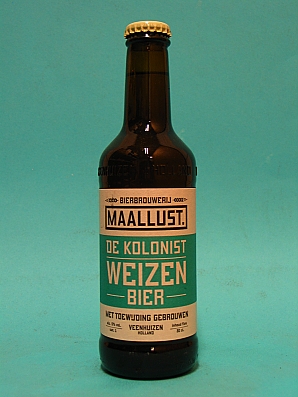 BIERBROUWERIJ
MAALLUST.
DE KOLONIST
WEIZEN
BIER
MET TOEWIJDING GEBROUWEN
VEENHUIZEN
HOLLAND